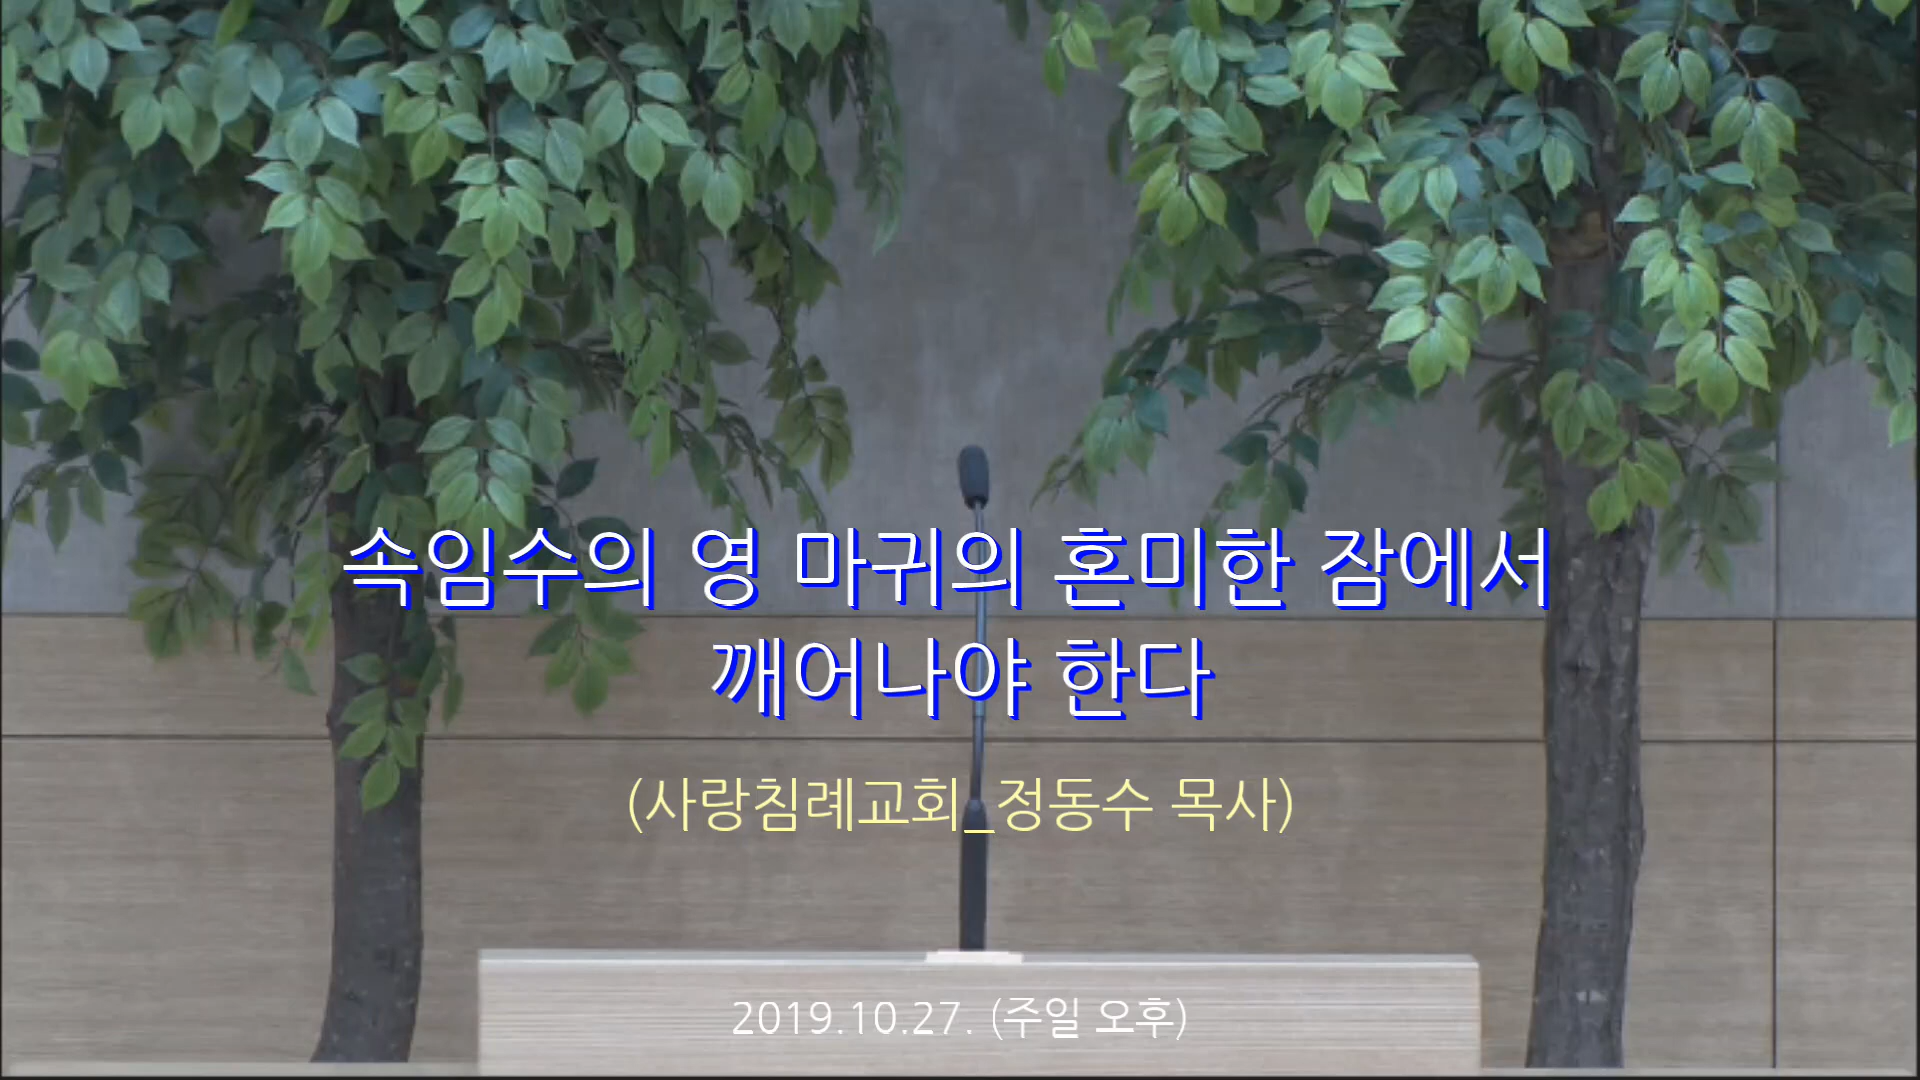 속임수의 영 마귀의 혼미한 잠에서
깨어나야 한다
(사랑침례교회_정동수 목사)
2019.10.27. (주일 오후)